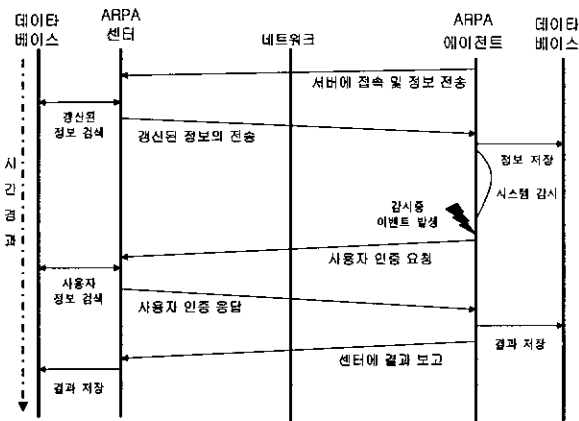 데이타
베이스
ARPA
센터
네트워크
ARPA
에이전트
데이타
베이스
서버에 접속 및 정보 전송
갱신된
정보 검색
갱신된 정보의 전송
정보 저장
시스템 감시
시
간
경
과
감시중
이벤트 발생
사용자 인증 요청
사용자
정보 검색
사용자 인증 응답
결과 저장
센터에 결과 보고
결과 저장